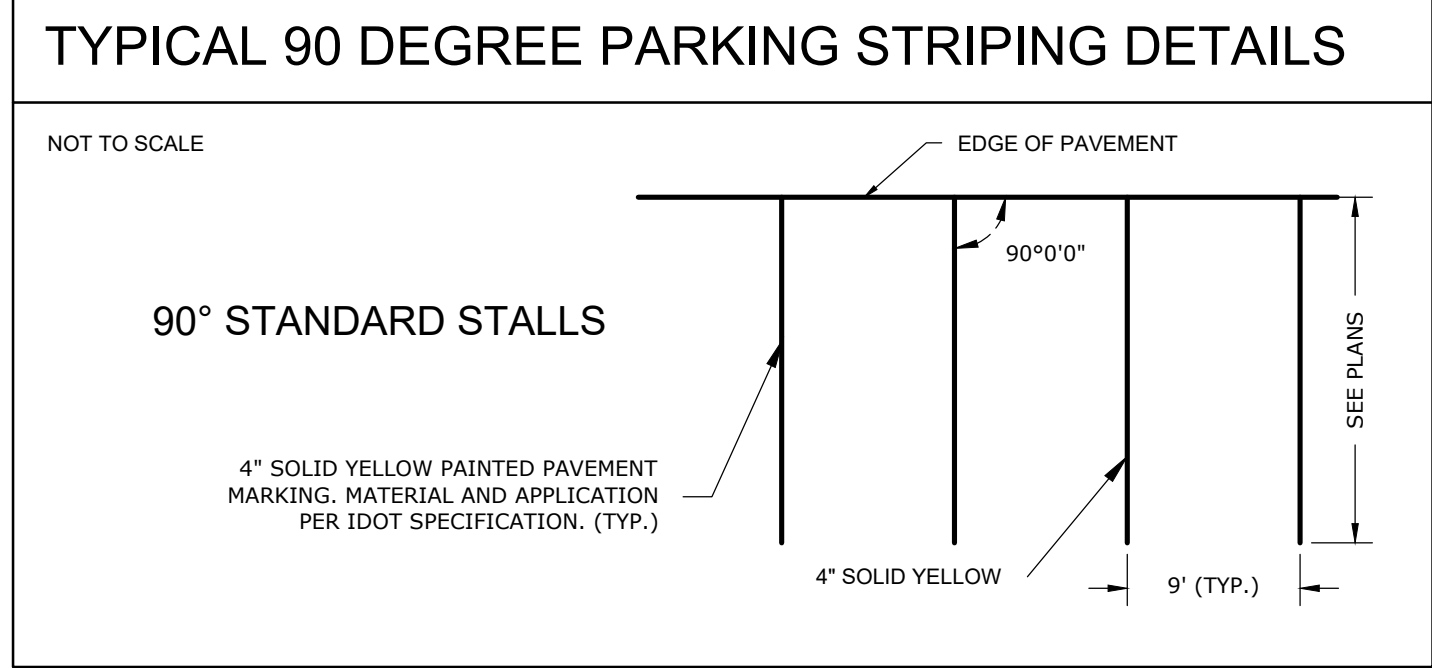 TYPICAL 90 DEGREE PARKING STRIPING DETAILS
NOT TO SCALE
EDGE OF PAVEMENT
90°0'0"
90° STANDARD STALLS
SEE PLANS
4" SOLID YELLOW PAINTED PAVEMENT
MARKING. MATERIAL AND APPLICATION
PER IDOT SPECIFICATION. (TYP.)
4" SOLID YELLOW
9' (TYP.)